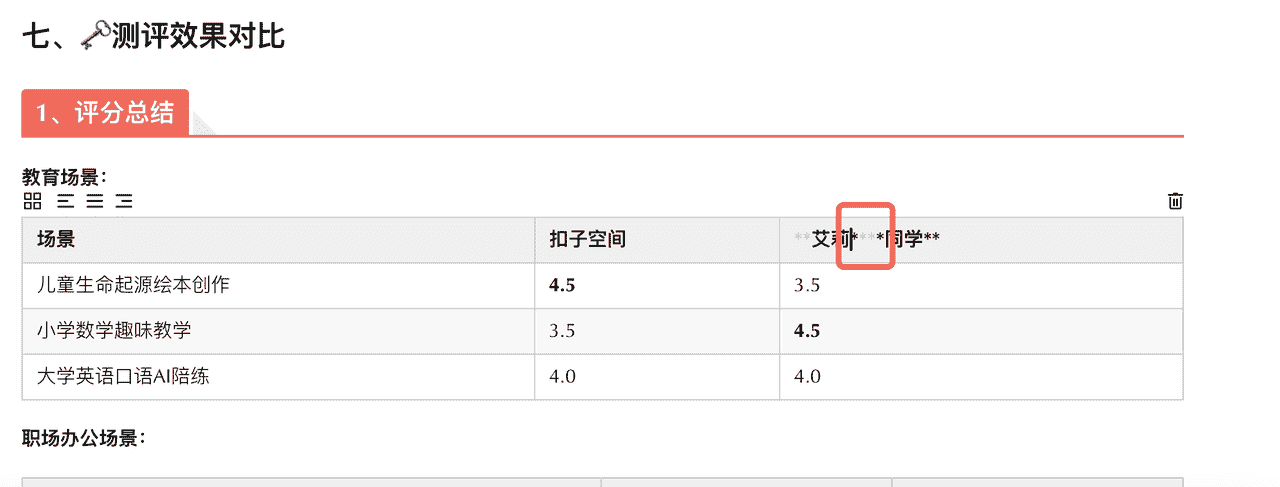 七、🗝测评效果对比
1、评分总结
教育场景：
场景 扣子空间 **艾莉****同学**
儿童生命起源绘本创作 4.5 3.5
小学数学趣味教学 3.5 4.5
大学英语口语AI陪练 4.0 4.0
职场办公场景：